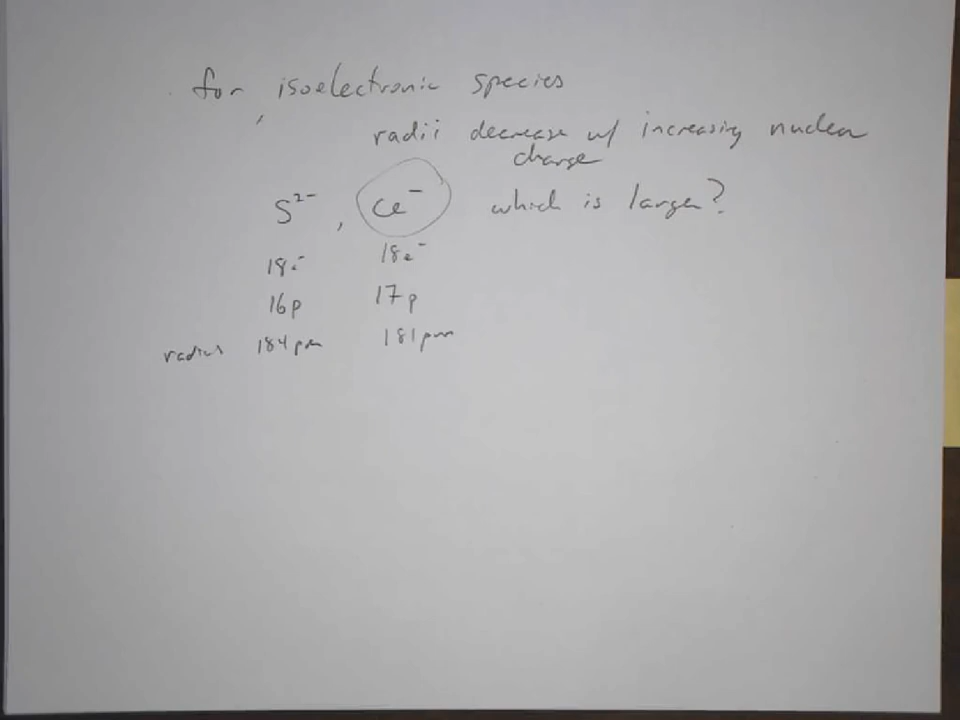 for isoelectronic species
radii decrease w/ increasing nuclear
charge
S²⁻, Cl⁻ which is larger?
18e⁻ 18e⁻
16p 17p
radius 184pm 181pm